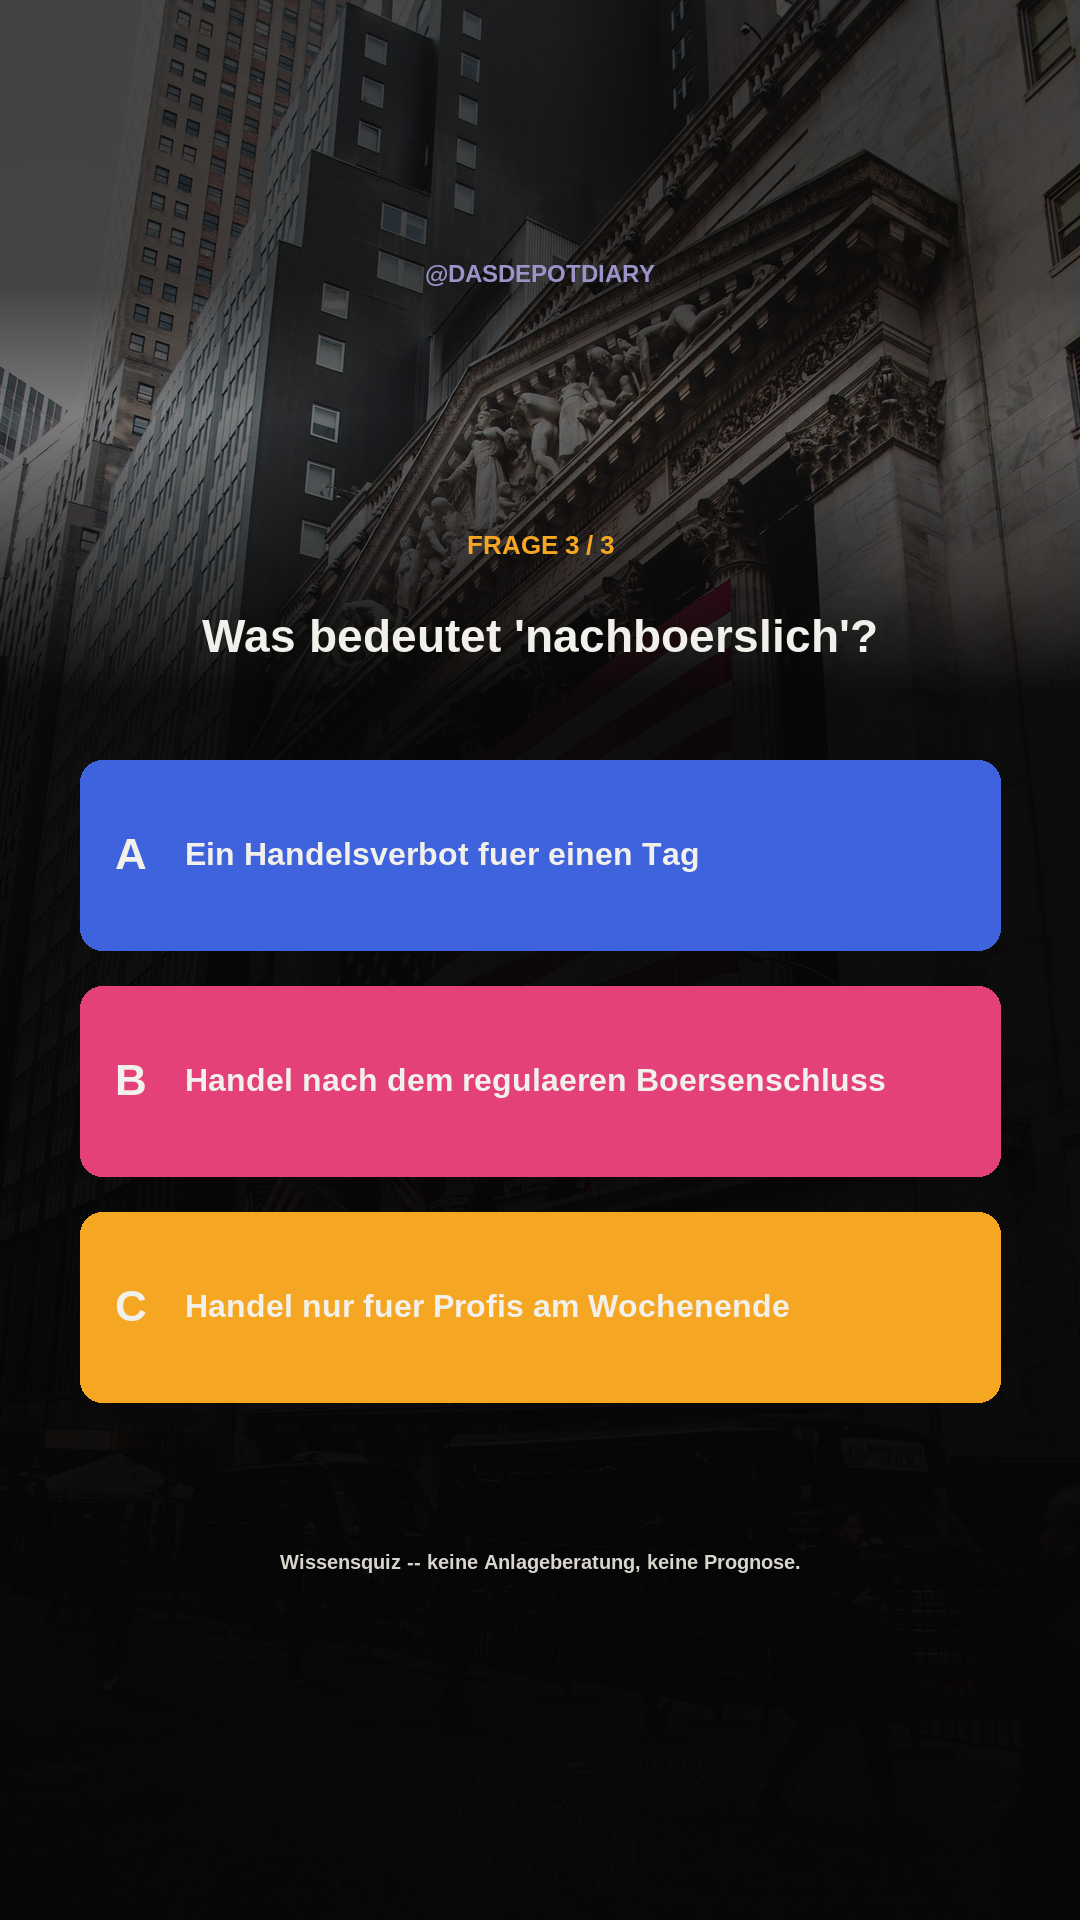 @DASDEPOTDIARY
FRAGE 3 / 3
Was bedeutet 'nachboerslich'?
A Ein Handelsverbot fuer einen Tag
B Handel nach dem regulaeren Boersenschluss
C Handel nur fuer Profis am Wochenende
Wissensquiz -- keine Anlageberatung, keine Prognose.